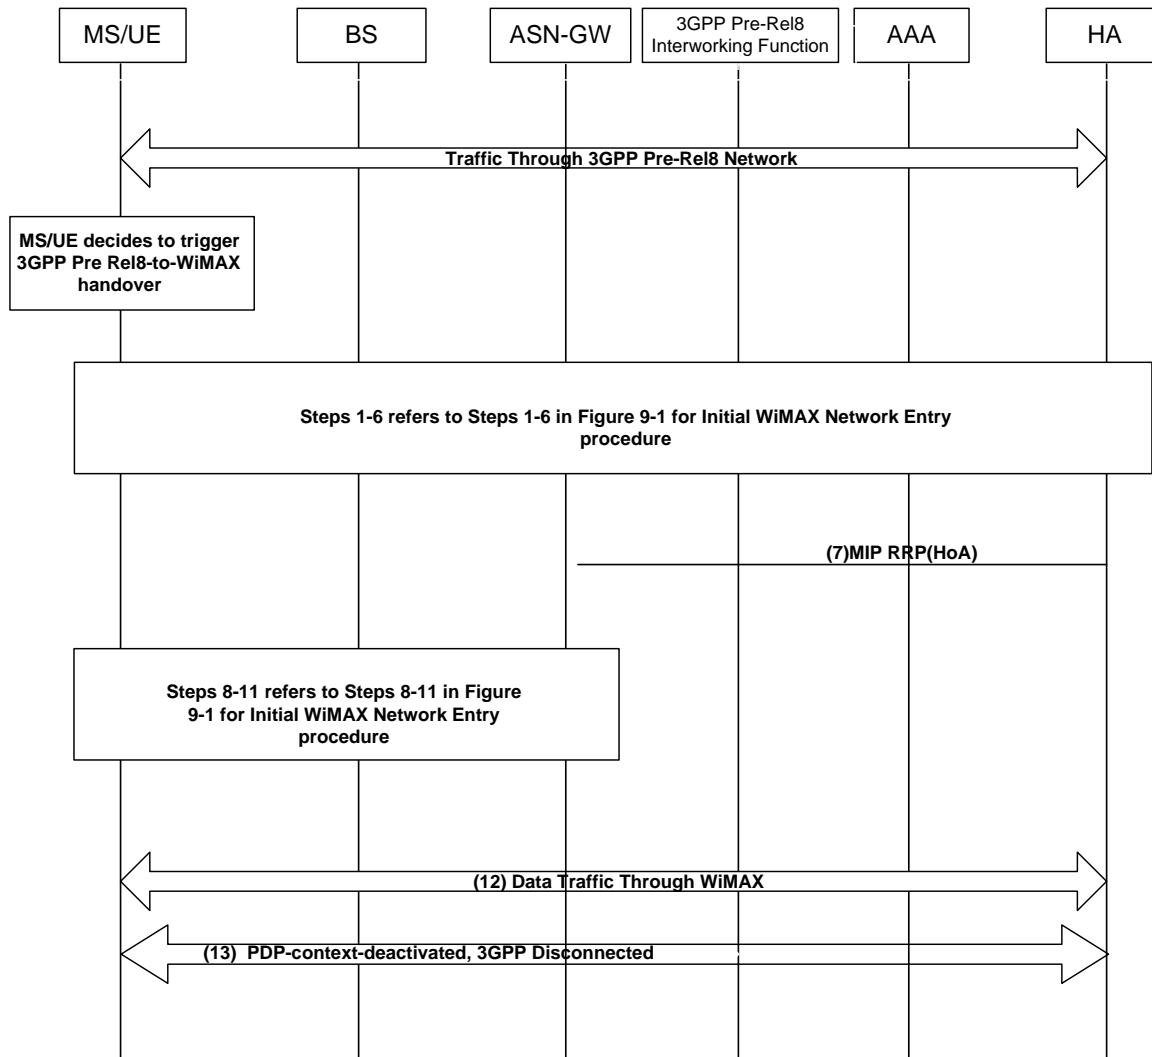 MS/UE
BS
ASN-GW
3GPP Pre-Rel8
Interworking Function
AAA
HA
Traffic Through 3GPP Pre-Rel8 Network
MS/UE decides to trigger
3GPP Pre Rel8-to-WiMAX
handover
Steps 1-6 refers to Steps 1-6 in Figure 9-1 for Initial WiMAX Network Entry
procedure
(7)MIP RRP(HoA)
Steps 8-11 refers to Steps 8-11 in Figure
9-1 for Initial WiMAX Network Entry
procedure
(12) Data Traffic Through WiMAX
(13) PDP-context-deactivated, 3GPP Disconnected